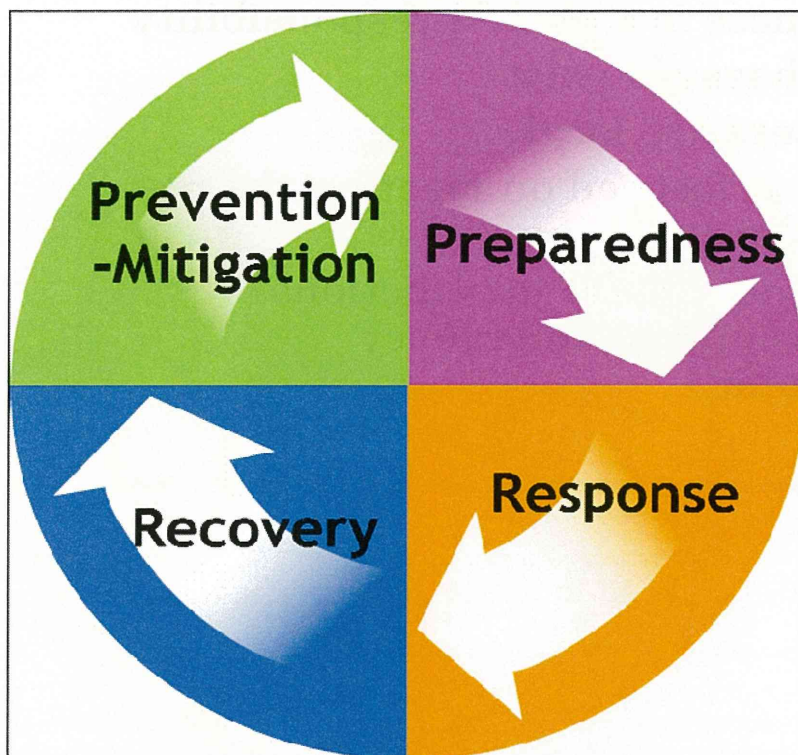 Prevention
-Mitigation
Preparedness
Response
Recovery